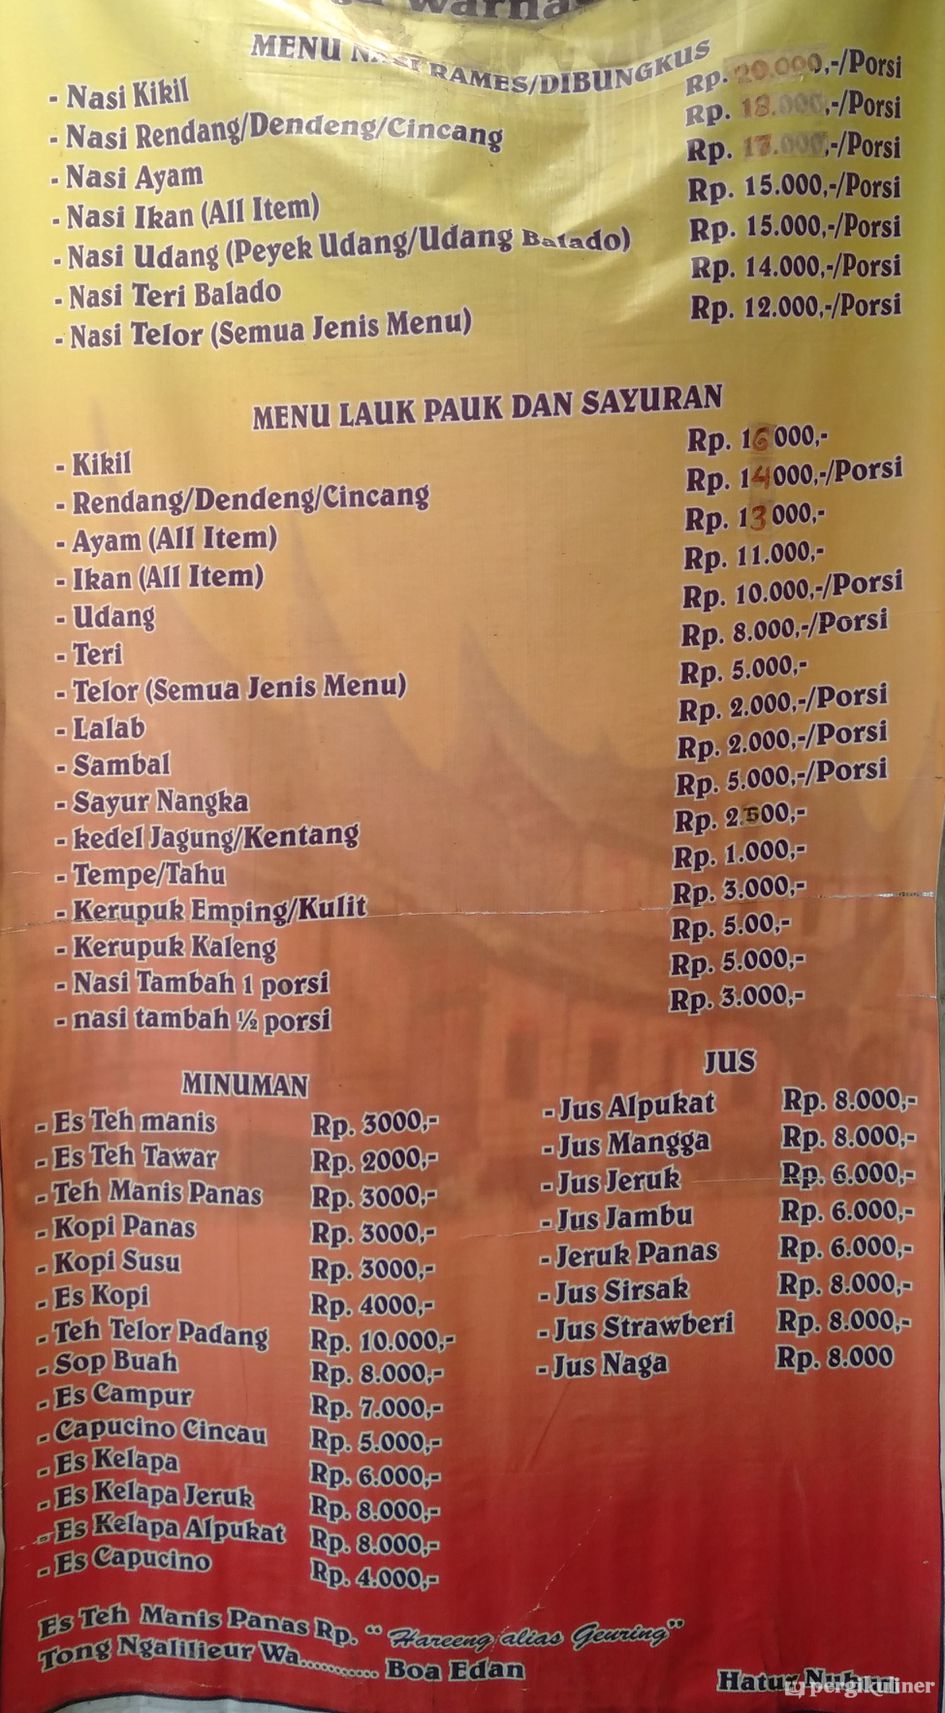 MENU NASI RAMES/DIBUNGKUS
- Nasi Kikil Rp. 20.000,-/Porsi
- Nasi Rendang/Dendeng/Cincang Rp. 18.000,-/Porsi
- Nasi Ayam Rp. 17.000,-/Porsi
- Nasi Ikan (All Item) Rp. 15.000,-/Porsi
- Nasi Udang (Peyek Udang/Udang Balado) Rp. 15.000,-/Porsi
- Nasi Teri Balado Rp. 14.000,-/Porsi
- Nasi Telor (Semua Jenis Menu) Rp. 12.000,-/Porsi
MENU LAUK PAUK DAN SAYURAN
- Kikil Rp. 16 000,-
- Rendang/Dendeng/Cincang Rp. 14000,-/Porsi
- Ayam (All Item) Rp. 13 000,-
- Ikan (All Item) Rp. 11.000,-
- Udang Rp. 10.000,-/Porsi
- Teri Rp. 8.000,-/Porsi
- Telor (Semua Jenis Menu) Rp. 5.000,-
- Lalab Rp. 2.000,-/Porsi
- Sambal Rp. 2.000,-/Porsi
- Sayur Nangka Rp. 5.000,-/Porsi
- kedel Jagung/Kentang Rp. 2.500,-
- Tempe/Tahu Rp. 1.000,-
- Kerupuk Emping/Kulit Rp. 3.000,-
- Kerupuk Kaleng Rp. 5.00,-
- Nasi Tambah 1 porsi Rp. 5.000,-
- nasi tambah ½ porsi Rp. 3.000,-
MINUMAN
- Es Teh manis Rp. 3000,-
- Es Teh Tawar Rp. 2000,-
- Teh Manis Panas Rp. 3000,-
- Kopi Panas Rp. 3000,-
- Kopi Susu Rp. 3000,-
- Es Kopi Rp. 4000,-
- Teh Telor Padang Rp. 10.000,-
- Sop Buah Rp. 8.000,-
- Es Campur Rp. 7.000,-
- Capucino Cincau Rp. 5.000,-
- Es Kelapa Rp. 6.000,-
- Es Kelapa Jeruk Rp. 8.000,-
- Es Kelapa Alpukat Rp. 8.000,-
- Es Capucino Rp. 4.000,-
JUS
- Jus Alpukat Rp. 8.000,-
- Jus Mangga Rp. 8.000,-
- Jus Jeruk Rp. 6.000,-
- Jus Jambu Rp. 6.000,-
- Jeruk Panas Rp. 6.000,-
- Jus Sirsak Rp. 8.000,-
- Jus Strawberi Rp. 8.000,-
- Jus Naga Rp. 8.000
Es Teh Manis Panas Rp. “ Hareeng alias Geuring”
Tong Ngalilieur Wa........... Boa Edan
Hatur Nuhun
pergikuliner